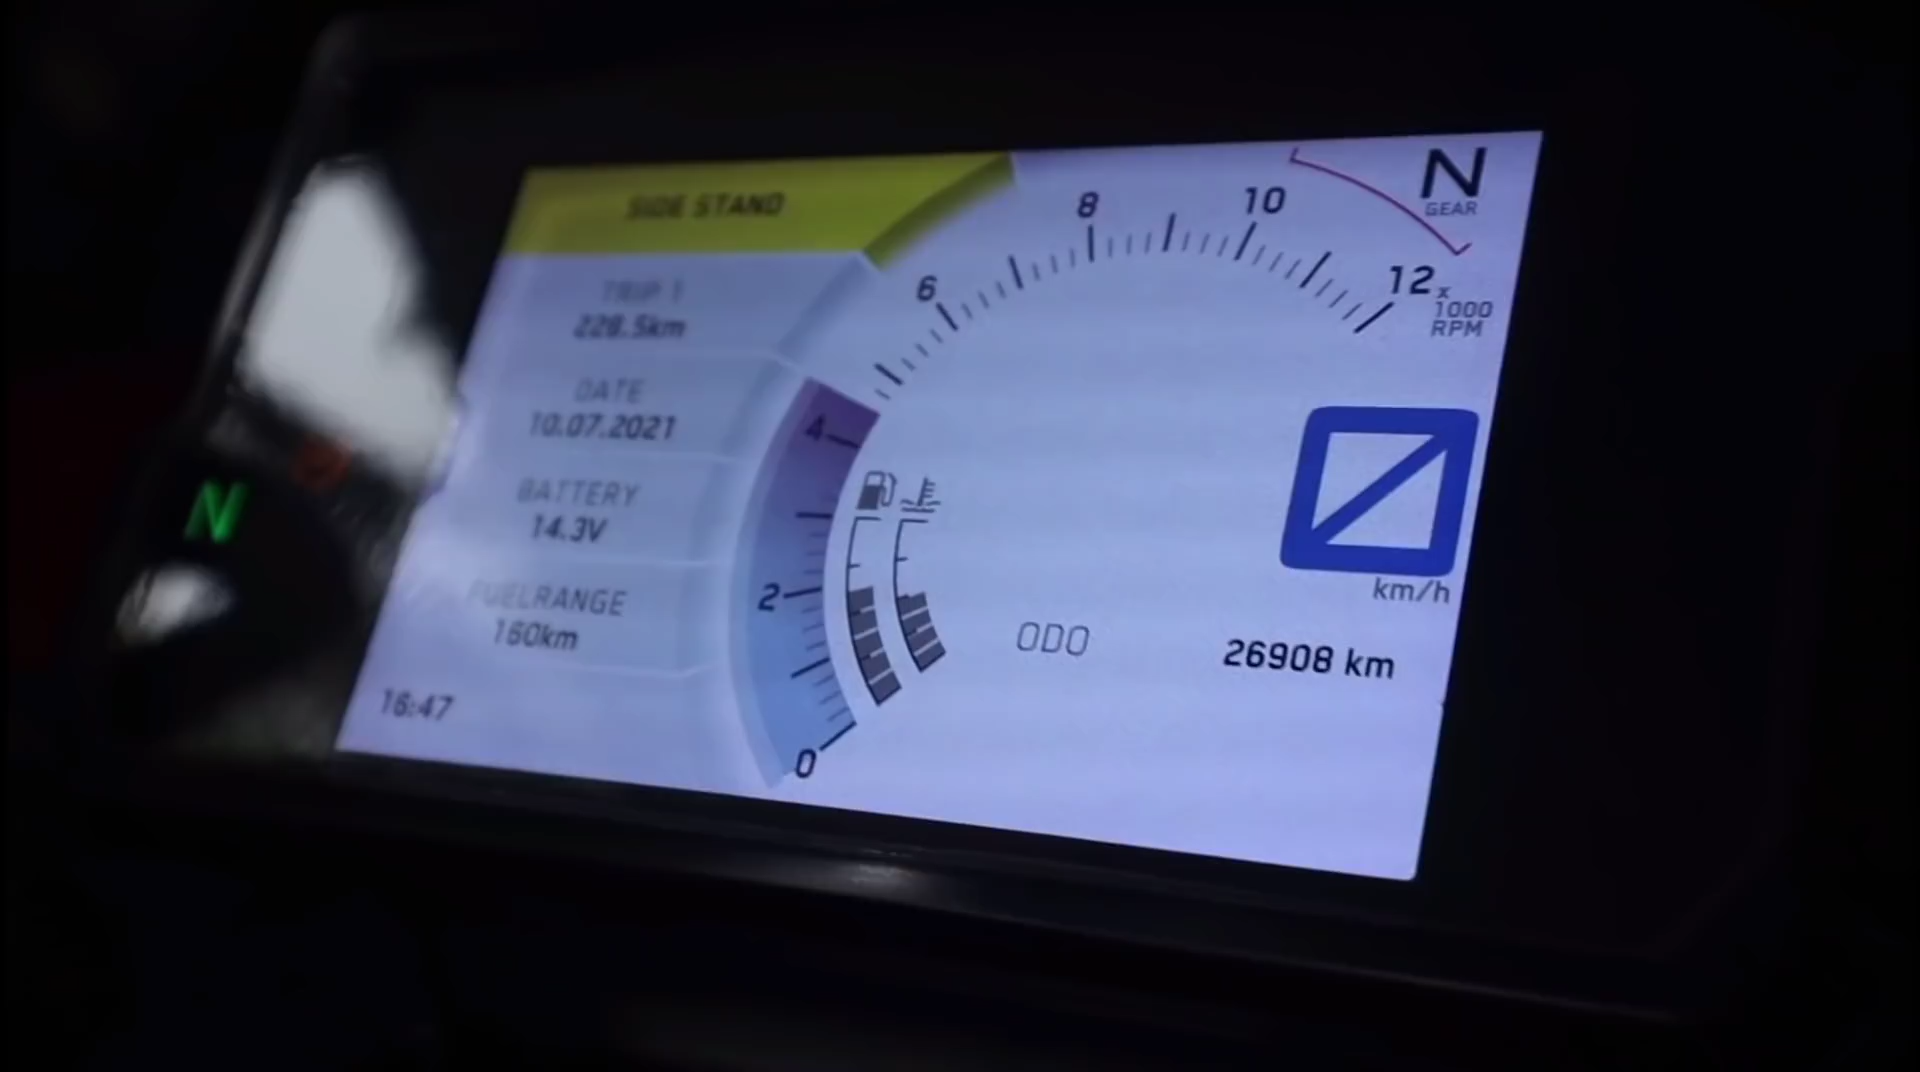 SIDE STAND
TRIP 1
228.5km
DATE
10.07.2021
BATTERY
14.3V
FUELRANGE
160km
16:47
0
2
4
6
8
10
12
x
1000
RPM
N
GEAR
km/h
ODO
26908 km
N